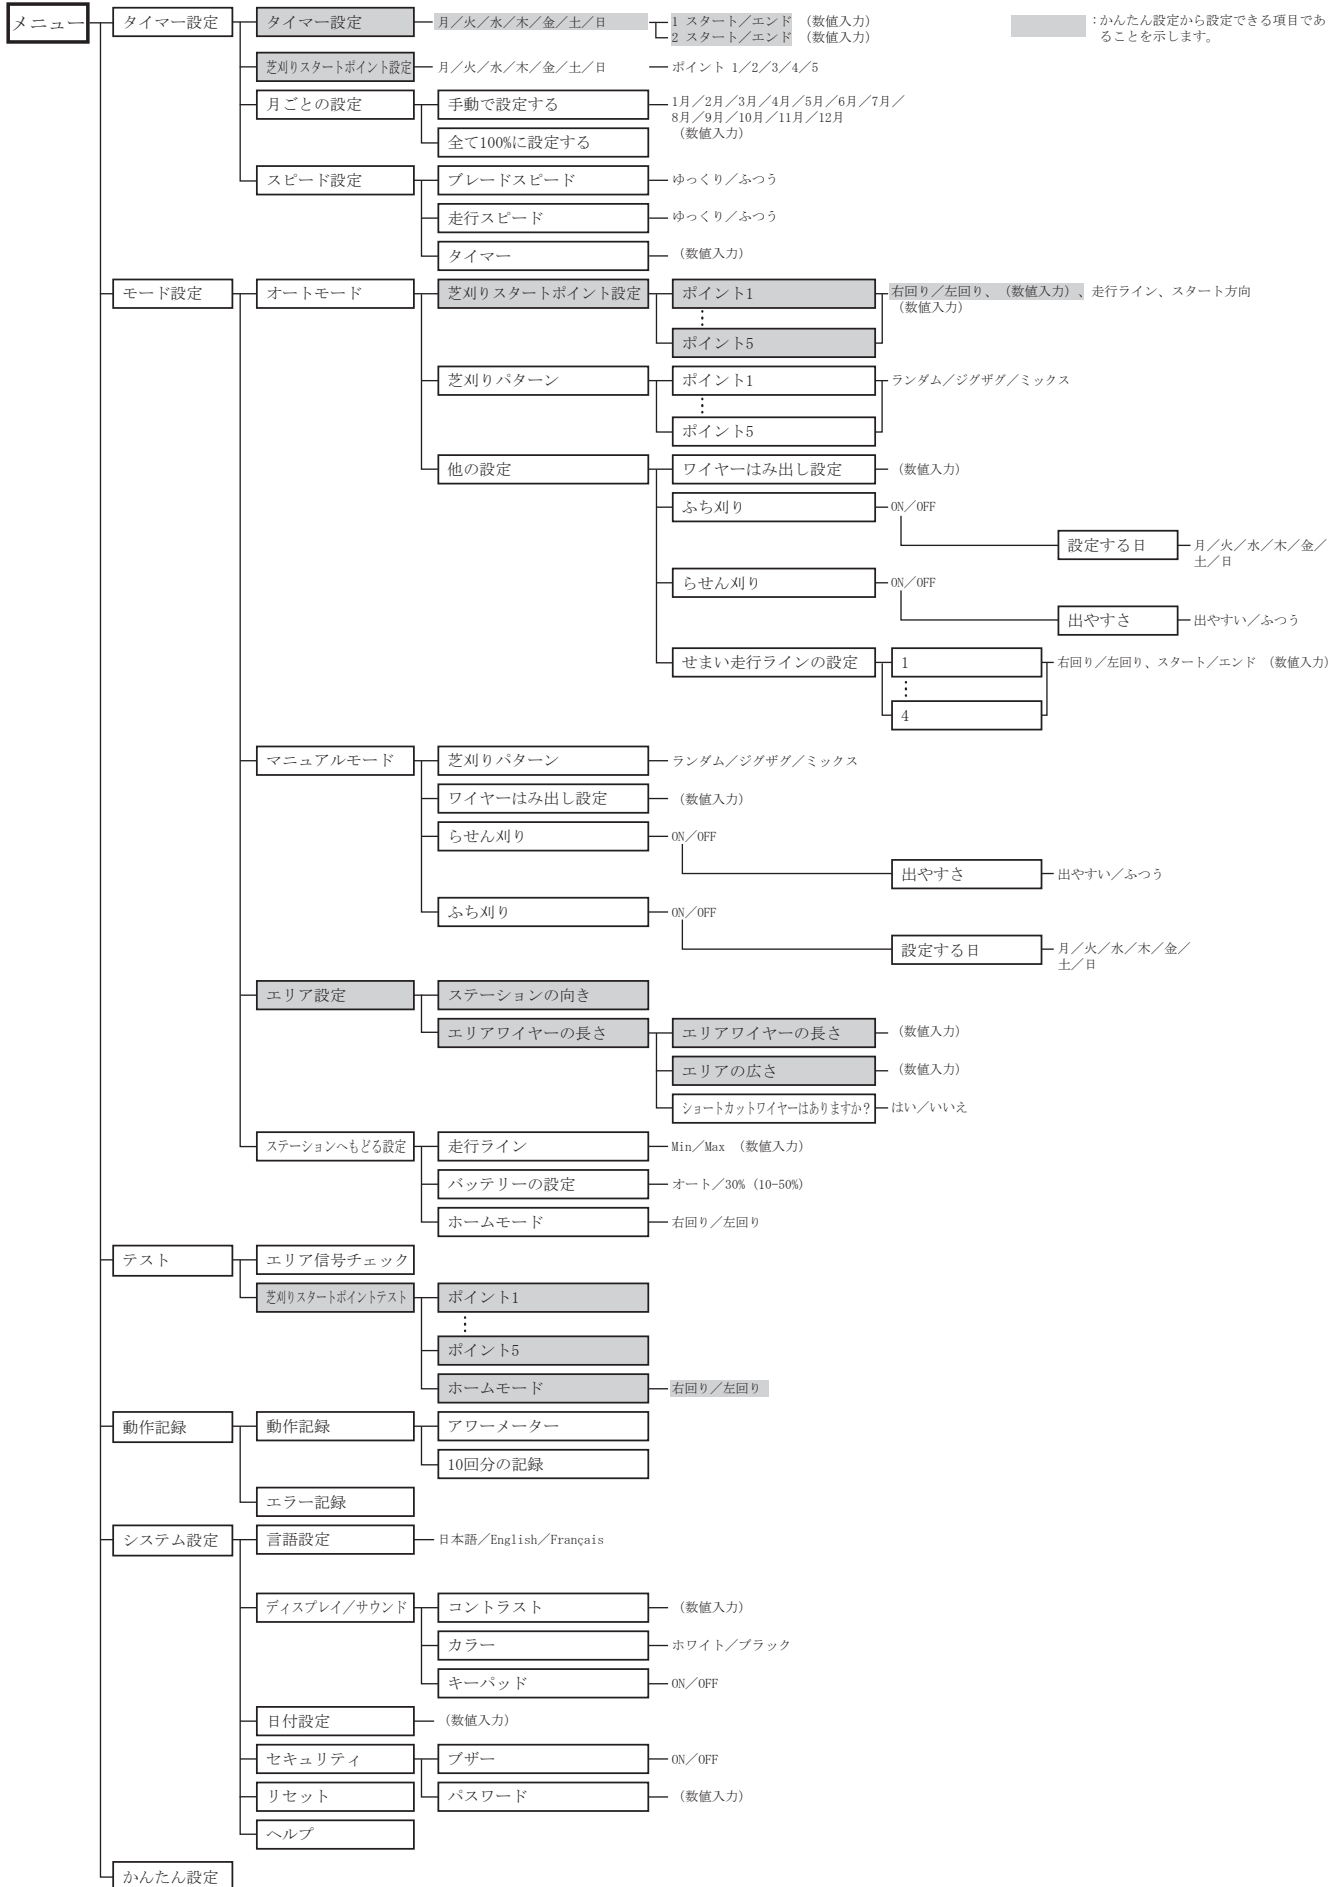 メニュー
タイマー設定
タイマー設定
月／火／水／木／金／土／日
1 スタート／エンド （数値入力）
2 スタート／エンド （数値入力）
：かんたん設定から設定できる項目であ
ることを示します。
芝刈りスタートポイント設定
月／火／水／木／金／土／日
ポイント 1／2／3／4／5
月ごとの設定
手動で設定する
1月／2月／3月／4月／5月／6月／7月／
8月／9月／10月／11月／12月
（数値入力）
全て100%に設定する
スピード設定
ブレードスピード
ゆっくり／ふつう
走行スピード
ゆっくり／ふつう
タイマー
（数値入力）
モード設定
オートモード
芝刈りスタートポイント設定
ポイント1
右回り／左回り、（数値入力）、走行ライン、スタート方向
（数値入力）
ポイント5
芝刈りパターン
ポイント1
ランダム／ジグザグ／ミックス
ポイント5
他の設定
ワイヤーはみ出し設定
（数値入力）
ふち刈り
ON／OFF
設定する日
月／火／水／木／金／
土／日
らせん刈り
ON／OFF
出やすさ
出やすい／ふつう
せまい走行ラインの設定
1
右回り／左回り、スタート／エンド （数値入力）
4
マニュアルモード
芝刈りパターン
ランダム／ジグザグ／ミックス
ワイヤーはみ出し設定
（数値入力）
らせん刈り
ON／OFF
出やすさ
出やすい／ふつう
ふち刈り
ON／OFF
設定する日
月／火／水／木／金／
土／日
エリア設定
ステーションの向き
エリアワイヤーの長さ
エリアワイヤーの長さ
（数値入力）
エリアの広さ
（数値入力）
ショートカットワイヤーはありますか？
はい／いいえ
ステーションへもどる設定
走行ライン
Min／Max （数値入力）
バッテリーの設定
オート／30%（10-50%）
ホームモード
右回り／左回り
テスト
エリア信号チェック
芝刈りスタートポイントテスト
ポイント1
ポイント5
ホームモード
右回り／左回り
動作記録
動作記録
アワーメーター
10回分の記録
エラー記録
システム設定
言語設定
日本語／English／Français
ディスプレイ／サウンド
コントラスト
（数値入力）
カラー
ホワイト／ブラック
キーパッド
ON／OFF
日付設定
（数値入力）
セキュリティ
ブザー
ON／OFF
リセット
パスワード
（数値入力）
ヘルプ
かんたん設定